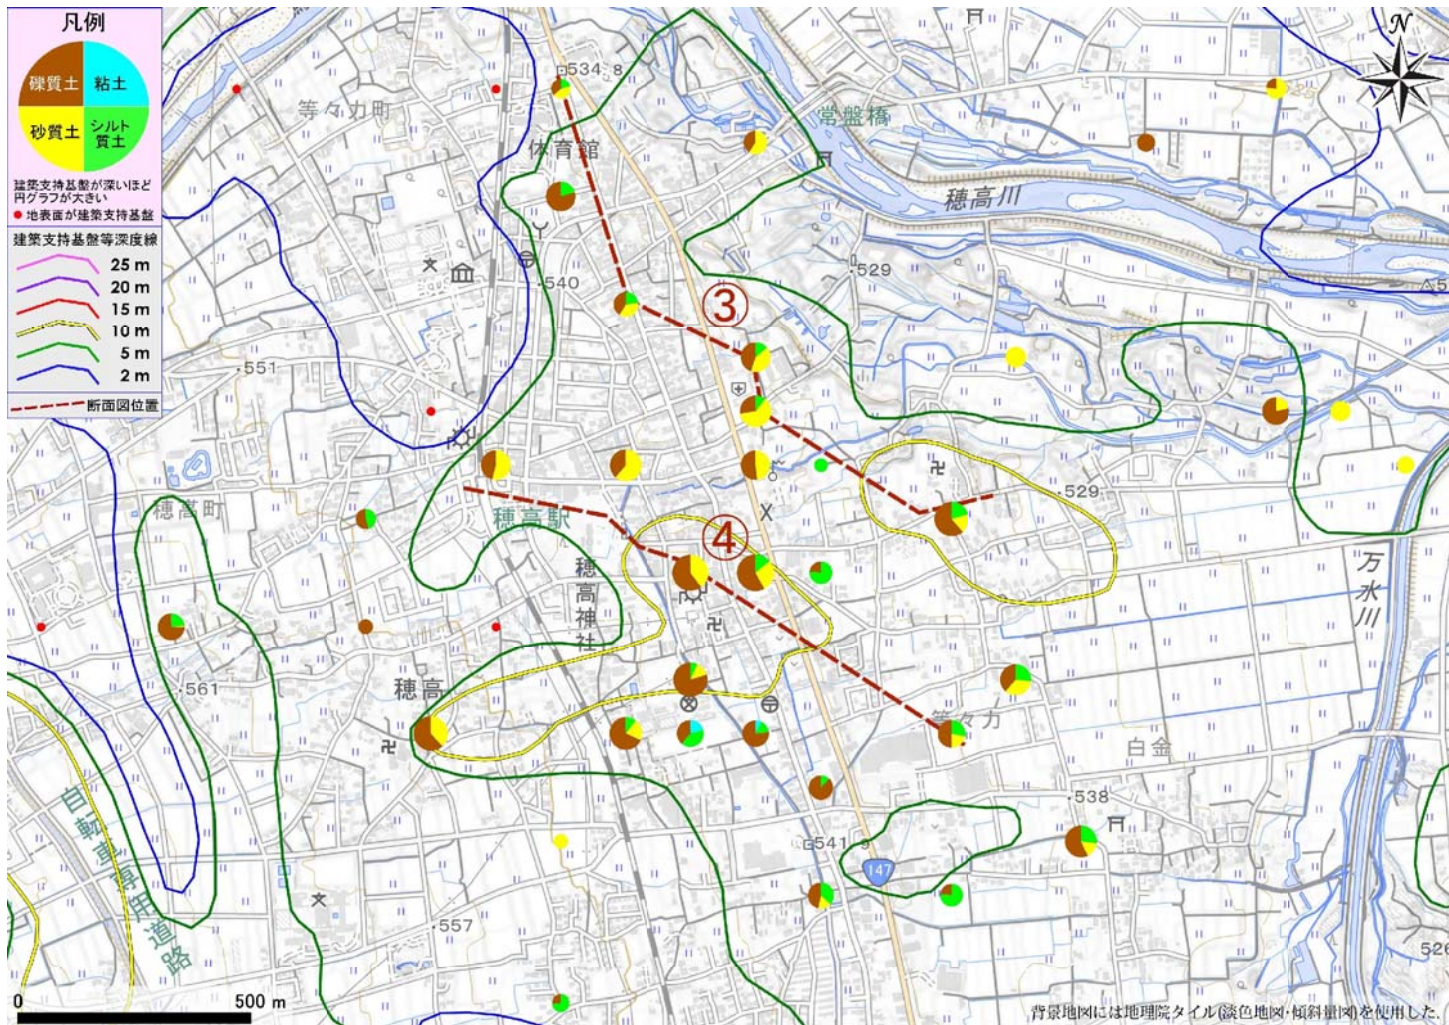 凡例
礫質土
粘土
砂質土
シルト
質土
建築支持基盤が深いほど
円グラフが大きい
地表面が建築支持基盤
建築支持基盤等深度線
25 m
20 m
15 m
10 m
5 m
2 m
断面図位置
N
534.8
等々力町
体育館
常盤橋
穂高川
540
529
③
551
529
穂高町
穂高駅
④
穂高神社
万水川
561
穂高
等々力
白金
538
自転車専用道路
541.9
147
557
526
0
500 m
背景地図には地理院タイル(淡色地図・傾斜量図)を使用した.